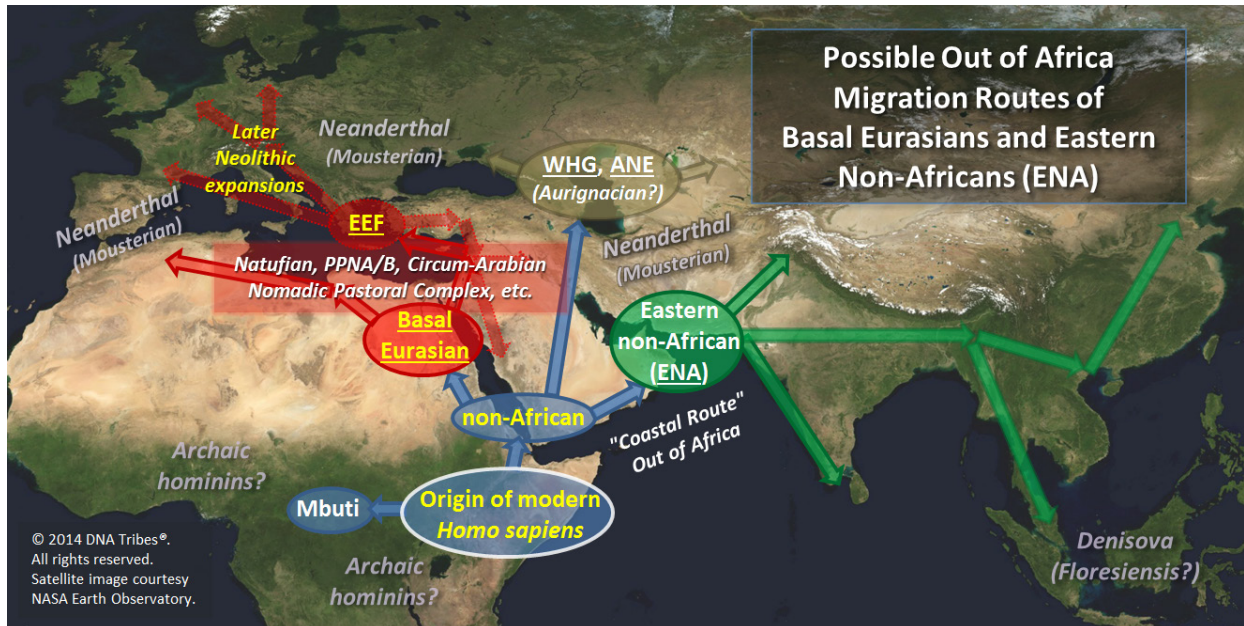 Possible Out of Africa
Migration Routes of
Basal Eurasians and Eastern
Non-Africans (ENA)
Later
Neolithic
expansions
Neanderthal
(Mousterian)
WHG, ANE
(Aurignacian?)
Neanderthal
(Mousterian)
EEF
Neanderthal
(Mousterian)
Natufian, PPNA/B, Circum-Arabian
Nomadic Pastoral Complex, etc.
Basal
Eurasian
Eastern
non-African
(ENA)
non-African
"Coastal Route"
Out of Africa
Archaic
hominins?
Mbuti
Origin of modern
Homo sapiens
Archaic
hominins?
Denisova
(Floresiensis?)
© 2014 DNA Tribes®.
All rights reserved.
Satellite image courtesy
NASA Earth Observatory.